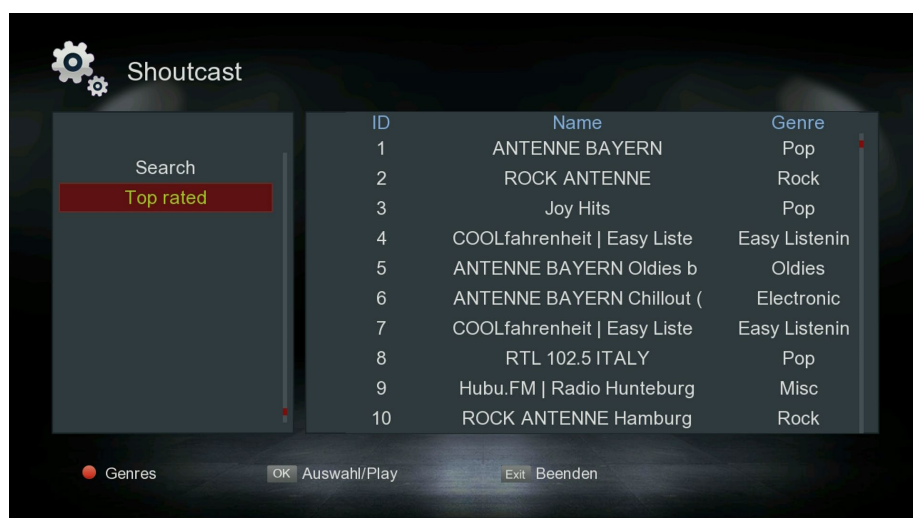 Shoutcast
Search
Top rated
ID Name Genre
1 ANTENNE BAYERN Pop
2 ROCK ANTENNE Rock
3 Joy Hits Pop
4 COOLfahrenheit | Easy Liste Easy Listenin
5 ANTENNE BAYERN Oldies b Oldies
6 ANTENNE BAYERN Chillout ( Electronic
7 COOLfahrenheit | Easy Liste Easy Listenin
8 RTL 102.5 ITALY Pop
9 Hubu.FM | Radio Hunteburg Misc
10 ROCK ANTENNE Hamburg Rock
Genres OK Auswahl/Play Exit Beenden